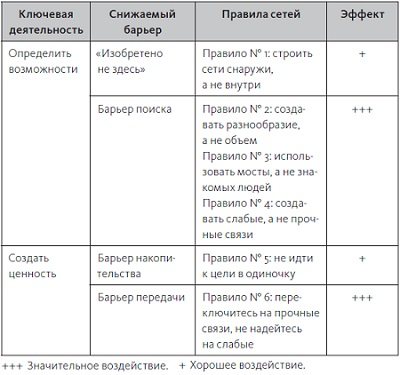 Ключевая деятельность
Снижаемый барьер
Правила сетей
Эффект
Определить
возможности
«Изобретено
не здесь»
Правило № 1: строить
сети снаружи,
а не внутри
+
Барьер поиска
Правило № 2: созда-
вать разнообразие,
а не объем
Правило № 3: исполь-
зовать мосты, а не зна-
комых людей
Правило № 4: созда-
вать слабые, а не проч-
ные связи
+++
Создать
ценность
Барьер накопи-
тельства
Правило № 5: не идти
к цели в одиночку
+
Барьер передачи
Правило № 6: пере-
ключитесь на прочные
связи, не надейтесь
на слабые
+++
+++ Значительное воздействие. + Хорошее воздействие.